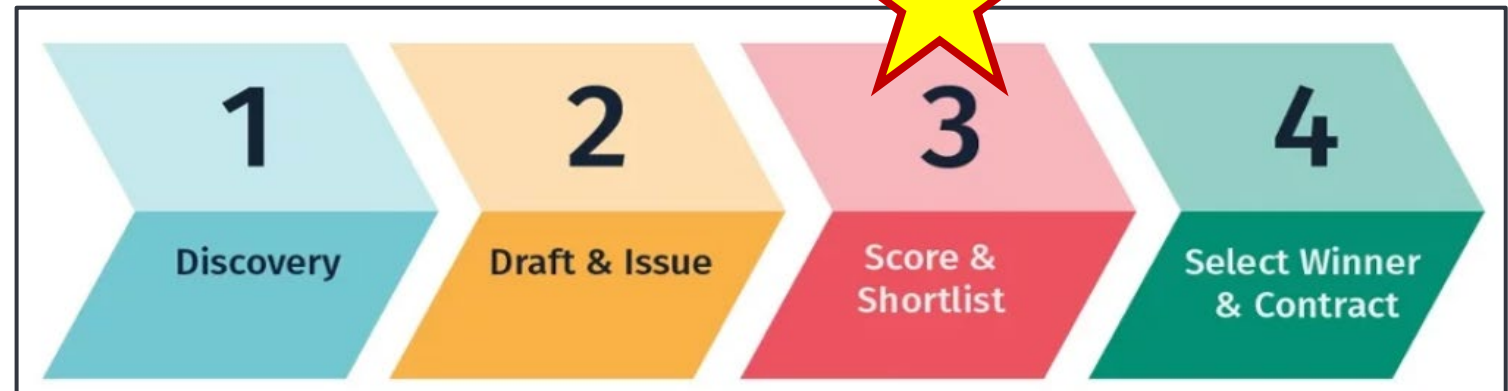 1
Discovery
2
Draft & Issue
3
Score &
Shortlist
4
Select Winner
& Contract